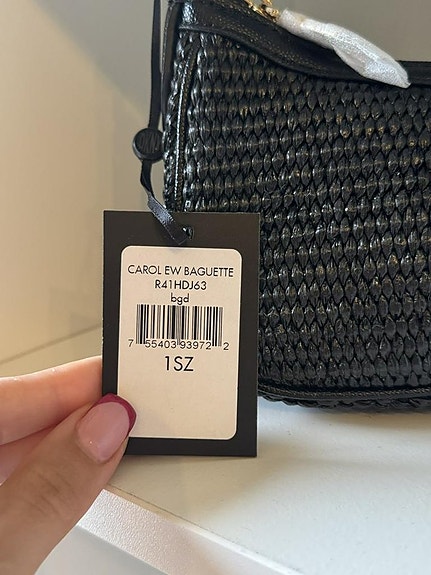 CAROL EW BAGUETTE
R41HDJ63
bgd
7 55403 93972 2
1SZ